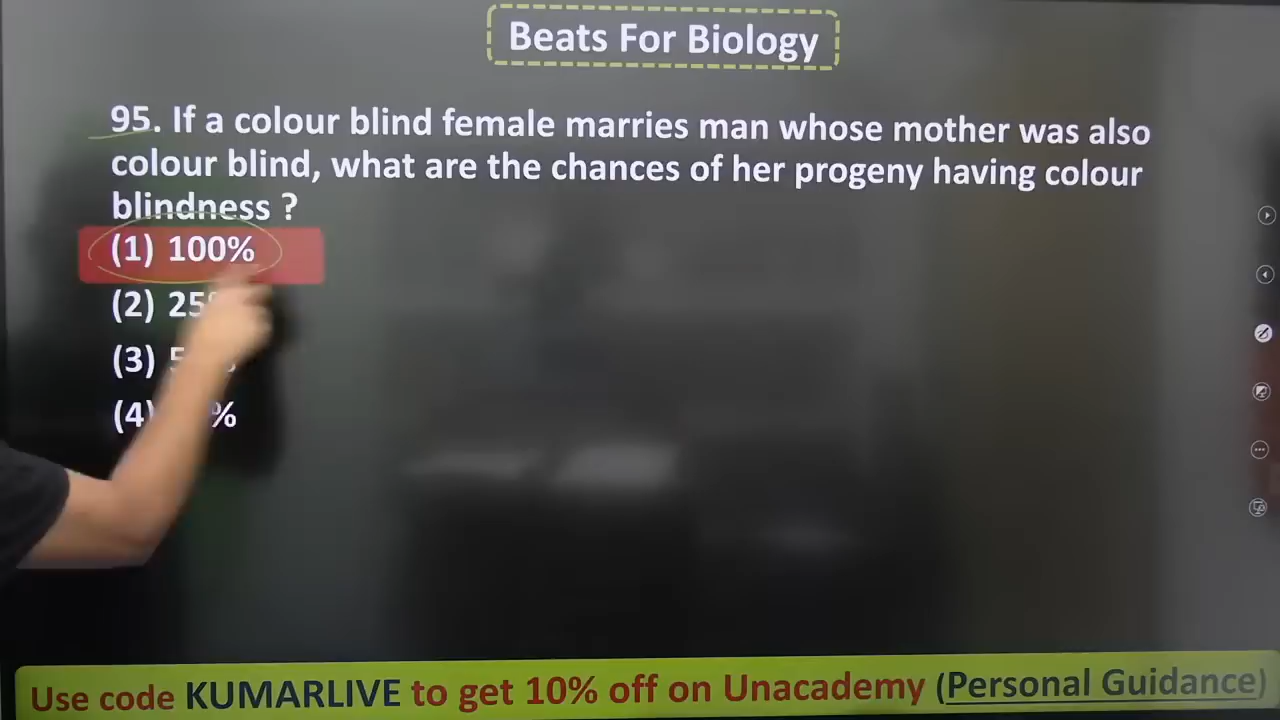 Beats For Biology
95. If a colour blind female marries man whose mother was also
colour blind, what are the chances of her progeny having colour
blindness ?
(1) 100%
(2) 25
(3)
(4) %
Use code KUMARLIVE to get 10% off on Unacademy (Personal Guidance)